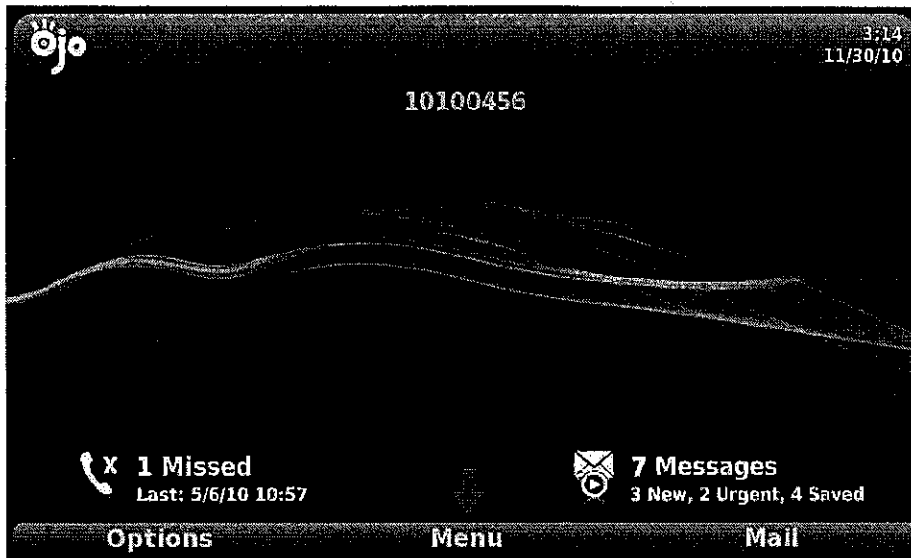 ojo
3:14
11/30/10
10100456
X 1 Missed
Last: 5/6/10 10:57
7 Messages
3 New, 2 Urgent, 4 Saved
Options Menu Mail